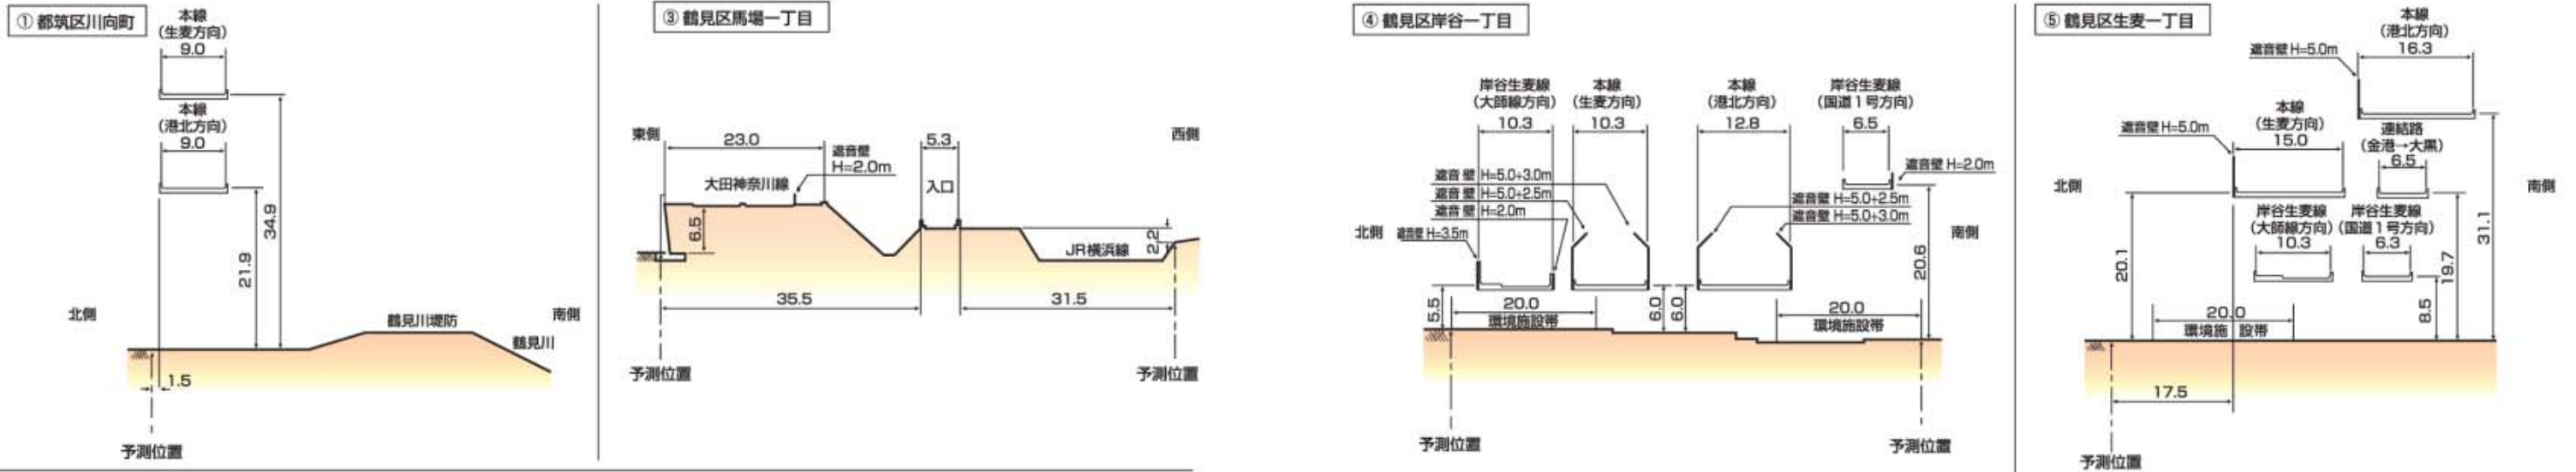 ① 都筑区川向町
本線
(生麦方向)
9.0
本線
(港北方向)
9.0
34.9
21.9
北側
南側
鶴見川堤防
鶴見川
1.5
予測位置
③ 鶴見区馬場一丁目
東側
西側
23.0
5.3
遮音壁
H=2.0m
大田神奈川線
入口
6.5
2.2
JR横浜線
35.5
31.5
予測位置
予測位置
④ 鶴見区岸谷一丁目
岸谷生麦線
(大師線方向)
10.3
本線
(生麦方向)
10.3
本線
(港北方向)
12.8
岸谷生麦線
(国道1号方向)
6.5
遮音壁 H=2.0m
遮音壁 H=5.0+3.0m
遮音壁 H=5.0+2.5m
遮音壁 H=2.0m
遮音壁 H=3.5m
遮音壁 H=5.0+2.5m
遮音壁 H=5.0+3.0m
北側
南側
20.6
5.5
20.0
環境施設帯
6.0
6.0
20.0
環境施設帯
予測位置
予測位置
⑤ 鶴見区生麦一丁目
本線
(港北方向)
16.3
遮音壁 H=5.0m
本線
(生麦方向)
15.0
遮音壁 H=5.0m
連結路
(金港→大黒)
6.5
北側
南側
岸谷生麦線
(大師線方向)
10.3
岸谷生麦線
(国道1号方向)
6.3
20.1
8.5
19.7
31.1
20.0
環境施設帯
17.5
予測位置